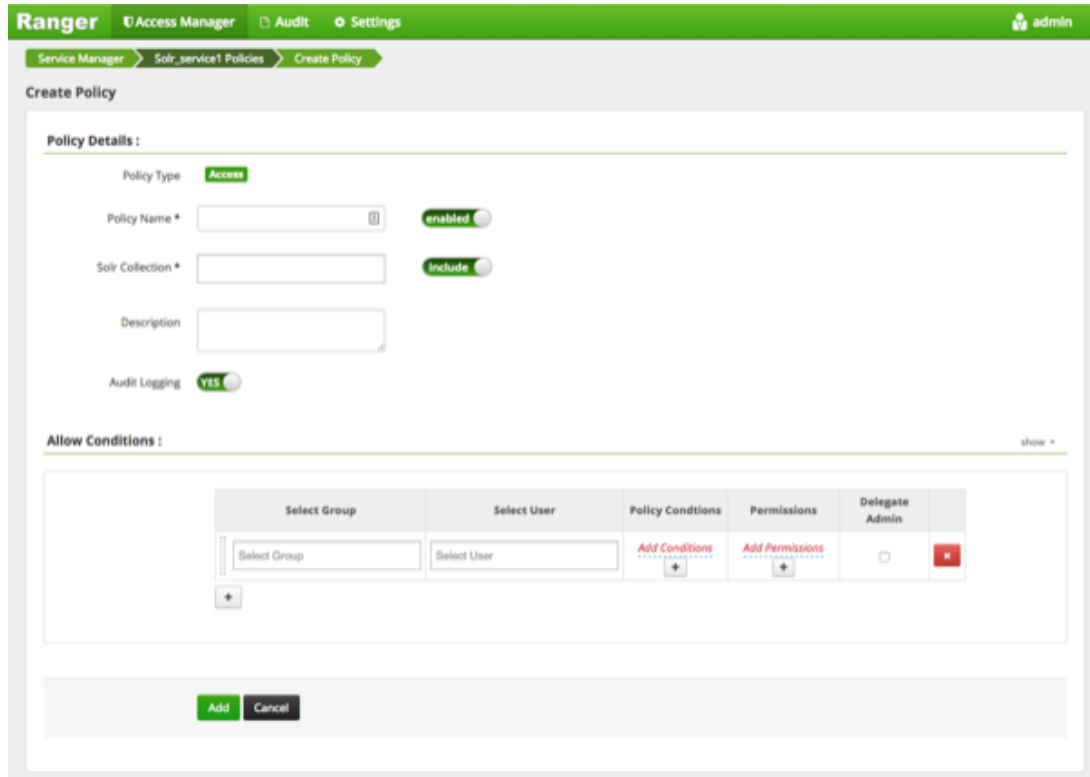 Ranger Access Manager Audit Settings admin
Service Manager Solr_service1 Policies Create Policy
Create Policy
Policy Details :
Policy Type Access
Policy Name * enabled
Solr Collection * Include
Description
Audit Logging YES
Allow Conditions : show
Select Group Select User Policy Condtions Permissions Delegate Admin
Select Group Select User Add Conditions Add Permissions
+ +
+
Add Cancel